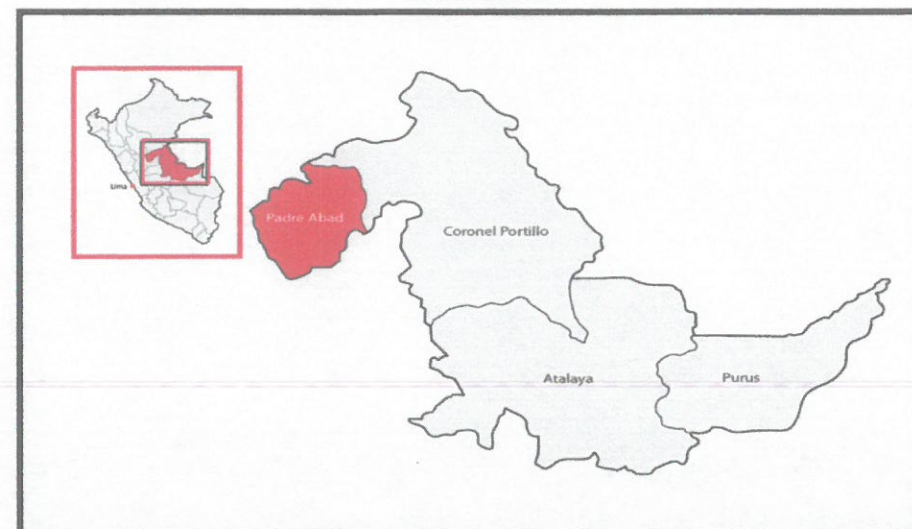 Lima
Padre Abad
Coronel Portillo
Atalaya
Purus